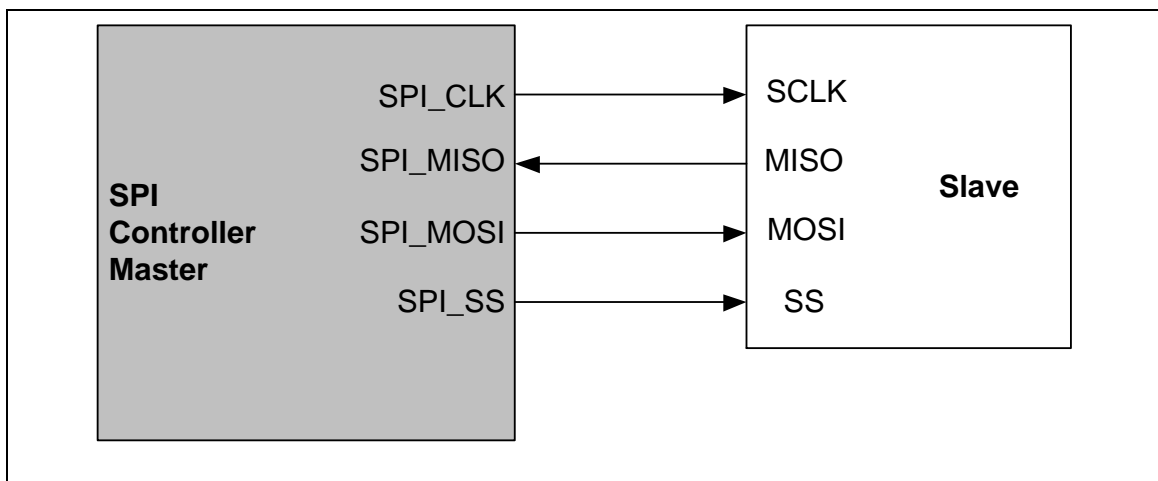 SPI_CLK
SPI_MISO
SPI_MOSI
SPI_SS
SPI
Controller
Master
SCLK
MISO
MOSI
SS
Slave